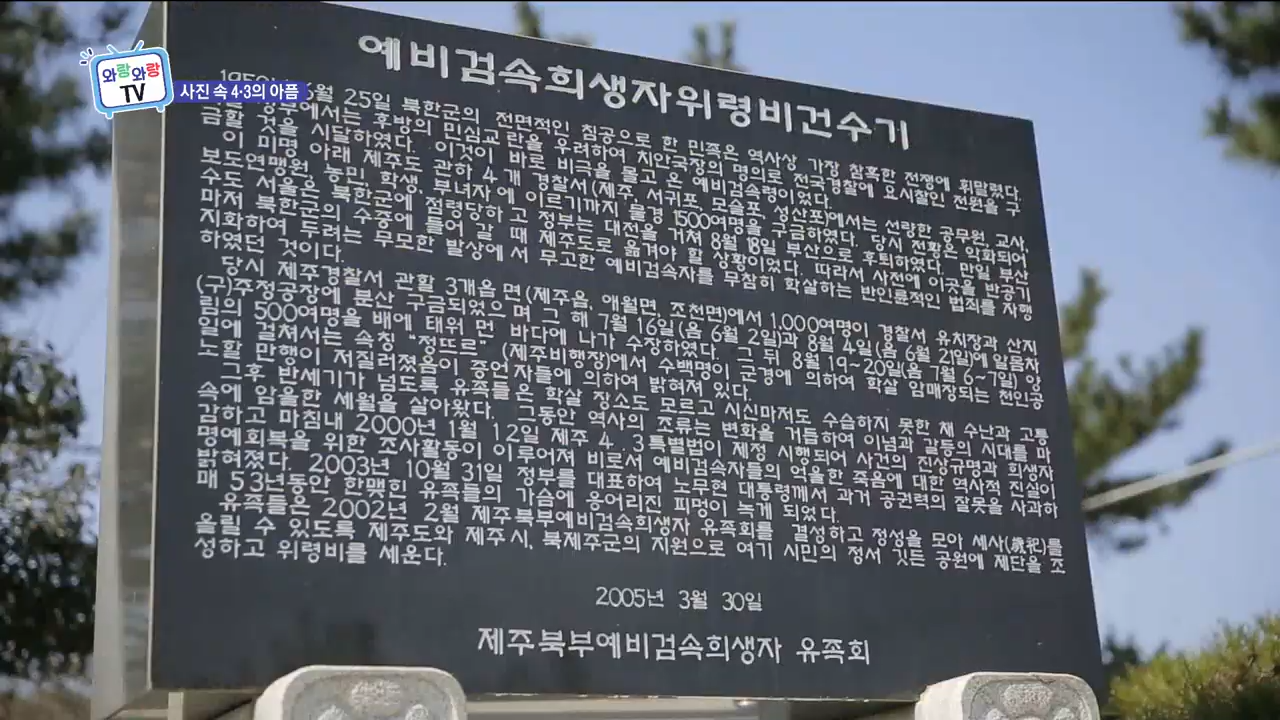 와랑와랑
TV
사진 속 4·3의 아픔
예비검속희생자위령비건수기
6월 25일 북한군의 전면적인 침공으로 한 민족은 역사상 가장 참혹한 전쟁에 휘말렸다.
에서는 후방의 민심교란을 우려하여 치안국장의 명의로 전국경찰에 요시찰인 전원을 구
금할 것을 시달하였다. 이것이 바로 비극을 몰고 온 예비검속령이었다.
이 미명 아래 제주도 관하 4개 경찰서(제주, 서귀포, 모슬포, 성산포)에서는 선량한 공무원, 교사,
보도연맹원, 농민, 학생, 부녀자에 이르기까지 물경 1500여명을 구금하였다. 당시 전황은 악화되어
수도 서울은 북한군에 점령당하고 정부는 대전을 거쳐 8월 18일 부산으로 후퇴하였다. 만일 부산
마저 북한군의 수중에 들어 갈 때 제주도로 옮겨야 할 상황이었다. 따라서 사전에 이곳을 반공기
지화하여 두려는 무모한 발상에서 무고한 예비검속자를 무참히 학살하는 반인륜적인 범죄를 자행
하였던 것이다.
당시 제주경찰서 관할 3개읍 면(제주읍, 애월면, 조천면)에서 1,000여명이 경찰서 유치장과 산지
(구)주정공장에 분산 구금되었으며 그 해 7월 16일(음 6월 2일)과 8월 4일(음 6월 21일)에 알몸차
림의 500여명을 배에 태워 먼 바다에 나가 수장하였다. 그 뒤 8월 19~20일(음 7월 6~7일) 양
일에 걸쳐서는 속칭 "정뜨르" (제주비행장)에서 수백명이 군경에 의하여 학살 암매장되는 천인공
노할 만행이 저질러졌음이 증언자들에 의하여 밝혀져 있다.
그후 반세기가 넘도록 유족들은 학살 장소도 모르고 시신마저도 수습하지 못한 채 수난과 고통
속에 암울한 세월을 살아왔다. 그동안 역사의 조류는 변화를 거듭하여 이념과 갈등의 시대를 마
감하고 마침내 2000년 1월 12일 제주 4.3특별법이 제정 시행되어 사건의 진상규명과 희생자
명예회복을 위한 조사활동이 이루어져 비로서 예비검속자들의 억울한 죽음에 대한 역사적 진실이
밝혀졌다. 2003년 10월 31일 정부를 대표하여 노무현 대통령께서 과거 공권력의 잘못을 사과하
매 53년동안 한맺힌 유족들의 가슴에 응어리진 피멍이 녹게 되었다.
유족들은 2002년 2월 제주북부예비검속희생자 유족회를 결성하고 정성을 모아 세사(歲祀)를
올릴 수 있도록 제주도와 제주시, 북제주군의 지원으로 여기 시민의 정서 깃든 공원에 제단을 조
성하고 위령비를 세운다.
2005년 3월 30일
제주북부예비검속희생자 유족회